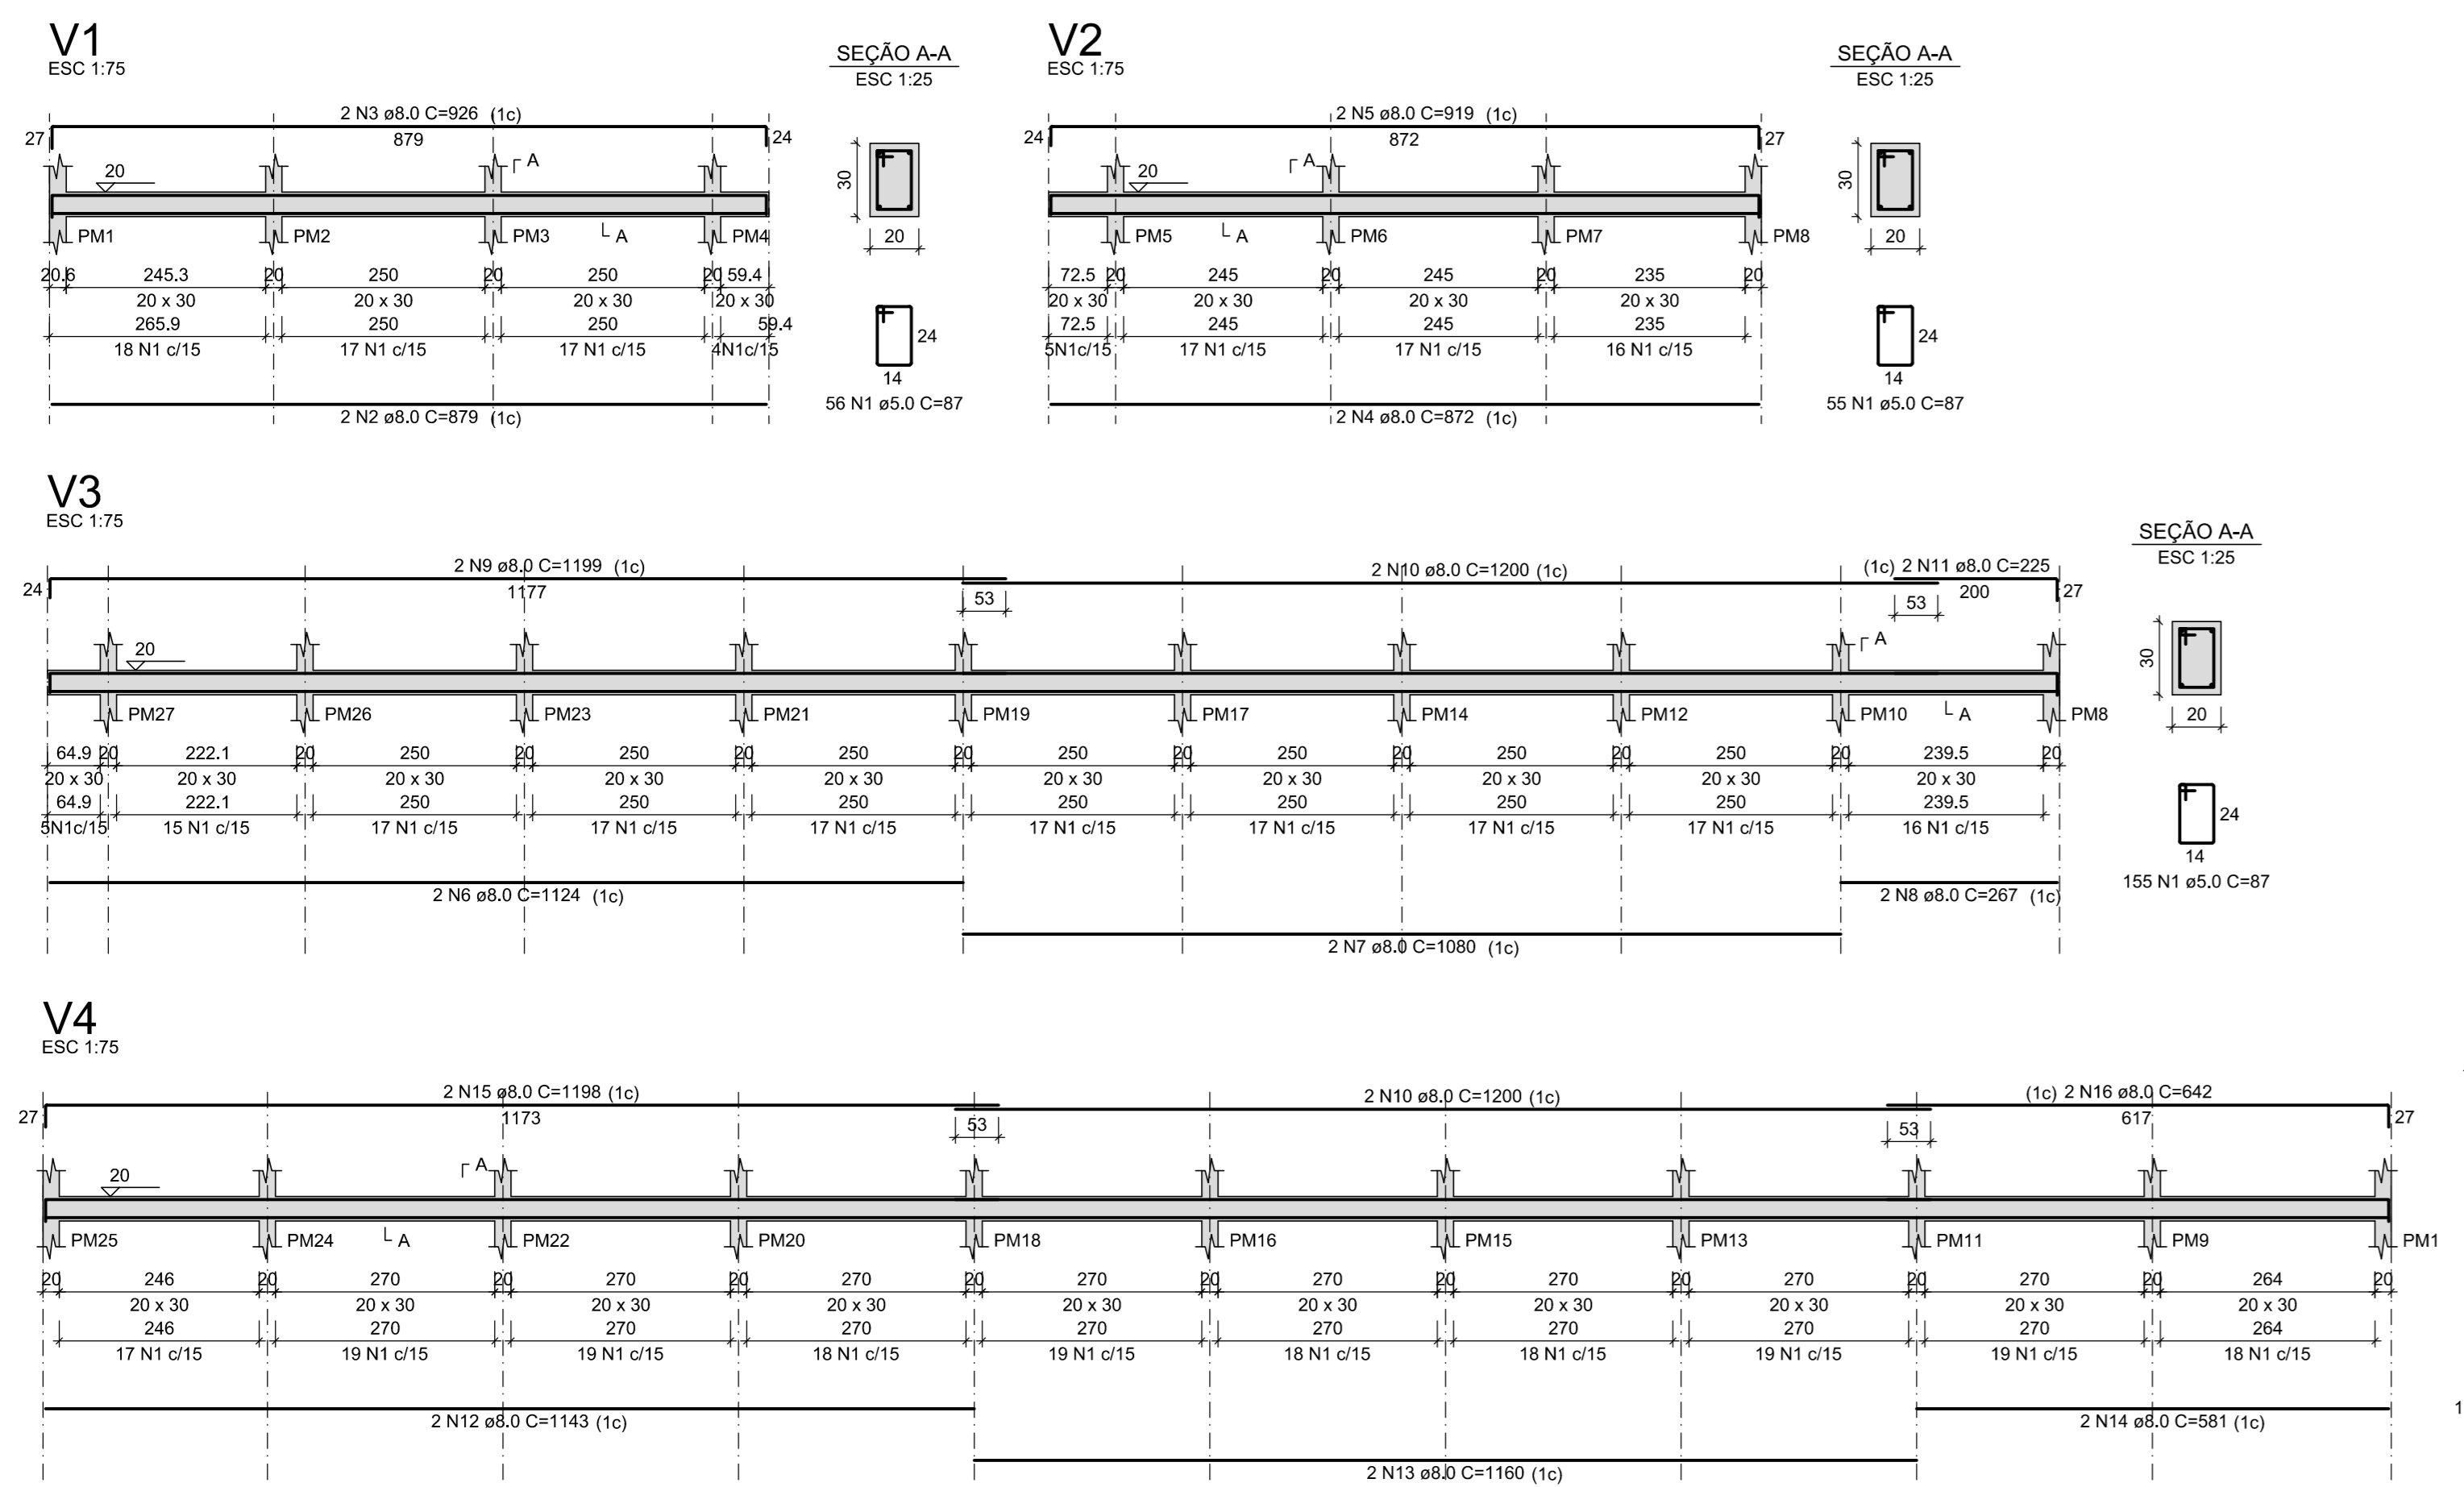 V1
ESC 1:75
SEÇÃO A-A
ESC 1:25
2 N3 ø8.0 C=926 (1c)
27 879 24
20 A
PM1 PM2 PM3 A PM4
20.6 245.3 20 250 20 250 20 59.4
20 x 30 20 x 30 20 x 30 20 x 30
265.9 250 250 59.4
18 N1 c/15 17 N1 c/15 17 N1 c/15 4N1c/15
2 N2 ø8.0 C=879 (1c)
30
20
24
14
56 N1 ø5.0 C=87
V2
ESC 1:75
SEÇÃO A-A
ESC 1:25
2 N5 ø8.0 C=919 (1c)
24 872 27
20 A
PM5 A PM6 PM7 PM8
72.5 20 245 20 245 20 235 20
20 x 30 20 x 30 20 x 30 20 x 30
72.5 245 245 235
5N1c/15 17 N1 c/15 17 N1 c/15 16 N1 c/15
2 N4 ø8.0 C=872 (1c)
30
20
24
14
55 N1 ø5.0 C=87
V3
ESC 1:75
SEÇÃO A-A
ESC 1:25
2 N9 ø8.0 C=1199 (1c) 2 N10 ø8.0 C=1200 (1c) (1c) 2 N11 ø8.0 C=225
24 1177 53 53 200 27
20 A
PM27 PM26 PM23 PM21 PM19 PM17 PM14 PM12 PM10 A PM8
64.9 20 222.1 20 250 20 250 20 250 20 250 20 250 20 250 20 250 20 239.5 20
20 x 30 20 x 30 20 x 30 20 x 30 20 x 30 20 x 30 20 x 30 20 x 30 20 x 30 20 x 30
64.9 222.1 250 250 250 250 250 250 250 239.5
5N1c/15 15 N1 c/15 17 N1 c/15 17 N1 c/15 17 N1 c/15 17 N1 c/15 17 N1 c/15 17 N1 c/15 17 N1 c/15 16 N1 c/15
2 N6 ø8.0 C=1124 (1c) 2 N8 ø8.0 C=267 (1c)
2 N7 ø8.0 C=1080 (1c)
30
20
24
14
155 N1 ø5.0 C=87
V4
ESC 1:75
2 N15 ø8.0 C=1198 (1c) 2 N10 ø8.0 C=1200 (1c) (1c) 2 N16 ø8.0 C=642
27 1173 53 53 617 27
20 A
PM25 PM24 A PM22 PM20 PM18 PM16 PM15 PM13 PM11 PM9 PM1
20 246 20 270 20 270 20 270 20 270 20 270 20 270 20 270 20 270 20 264 20
20 x 30 20 x 30 20 x 30 20 x 30 20 x 30 20 x 30 20 x 30 20 x 30 20 x 30 20 x 30
246 270 270 270 270 270 270 270 270 264
17 N1 c/15 19 N1 c/15 19 N1 c/15 18 N1 c/15 19 N1 c/15 18 N1 c/15 18 N1 c/15 19 N1 c/15 19 N1 c/15 18 N1 c/15
2 N12 ø8.0 C=1143 (1c) 2 N14 ø8.0 C=581 (1c) 1
2 N13 ø8.0 C=1160 (1c)